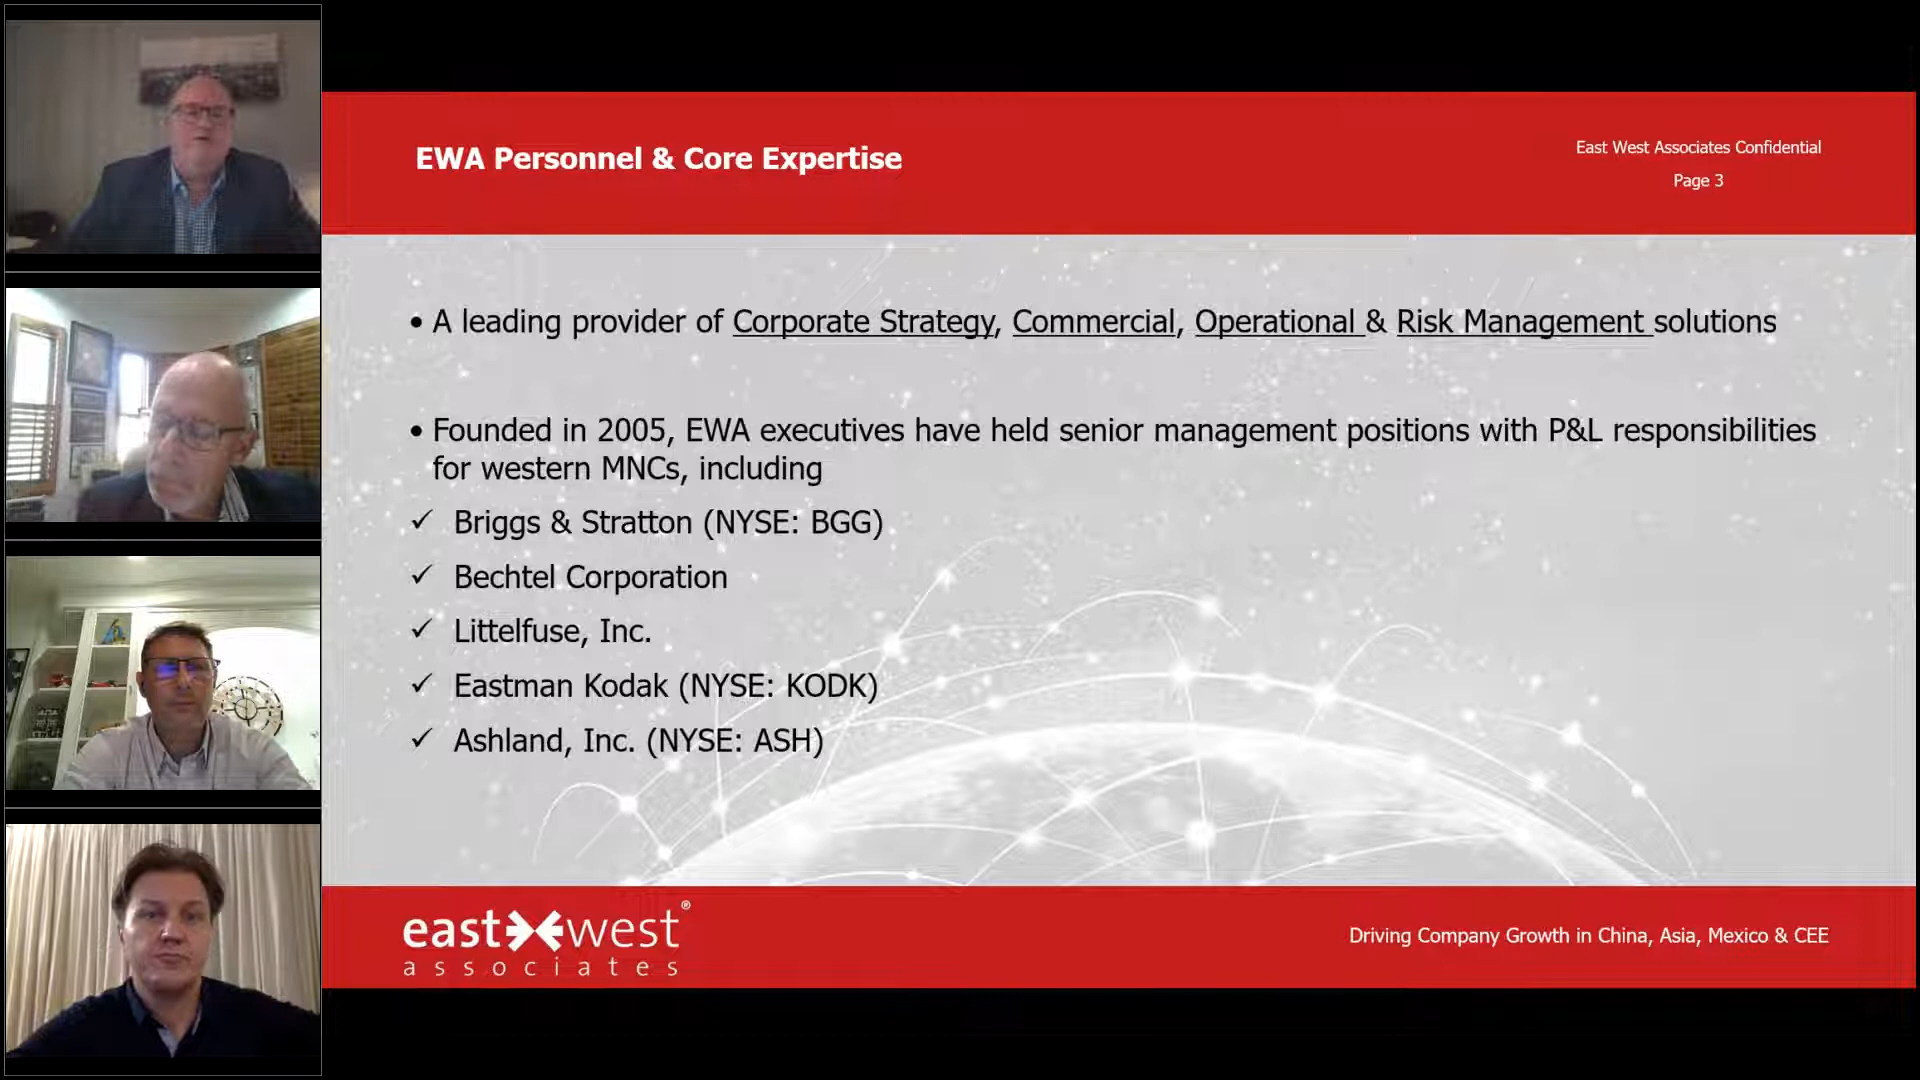 EWA Personnel & Core Expertise
East West Associates Confidential
Page 3
• A leading provider of Corporate Strategy, Commercial, Operational & Risk Management solutions
• Founded in 2005, EWA executives have held senior management positions with P&L responsibilities
for western MNCs, including
✓ Briggs & Stratton (NYSE: BGG)
✓ Bechtel Corporation
✓ Littelfuse, Inc.
✓ Eastman Kodak (NYSE: KODK)
✓ Ashland, Inc. (NYSE: ASH)
east west®
associates
Driving Company Growth in China, Asia, Mexico & CEE